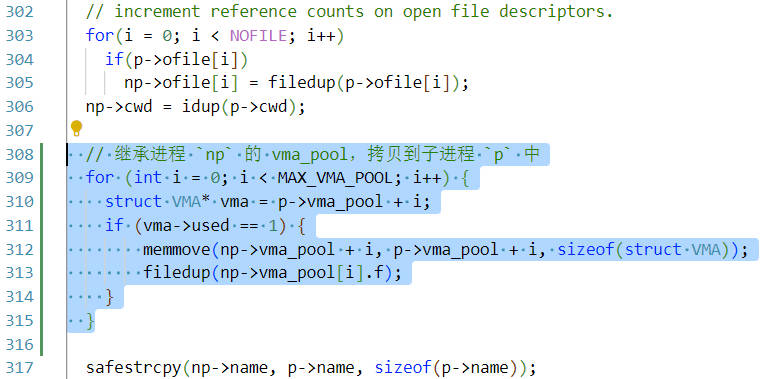 302 // increment reference counts on open file descriptors.
303 for(i = 0; i < NOFILE; i++)
304 if(p->ofile[i])
305 np->ofile[i] = filedup(p->ofile[i]);
306 np->cwd = idup(p->cwd);
307
308 // 继承进程 `np` 的 vma_pool，拷贝到子进程 `p` 中
309 for (int i = 0; i < MAX_VMA_POOL; i++) {
310 struct VMA* vma = p->vma_pool + i;
311 if (vma->used == 1) {
312 memmove(np->vma_pool + i, p->vma_pool + i, sizeof(struct VMA));
313 filedup(np->vma_pool[i].f);
314 }
315 }
316
317 safestrcpy(np->name, p->name, sizeof(p->name));